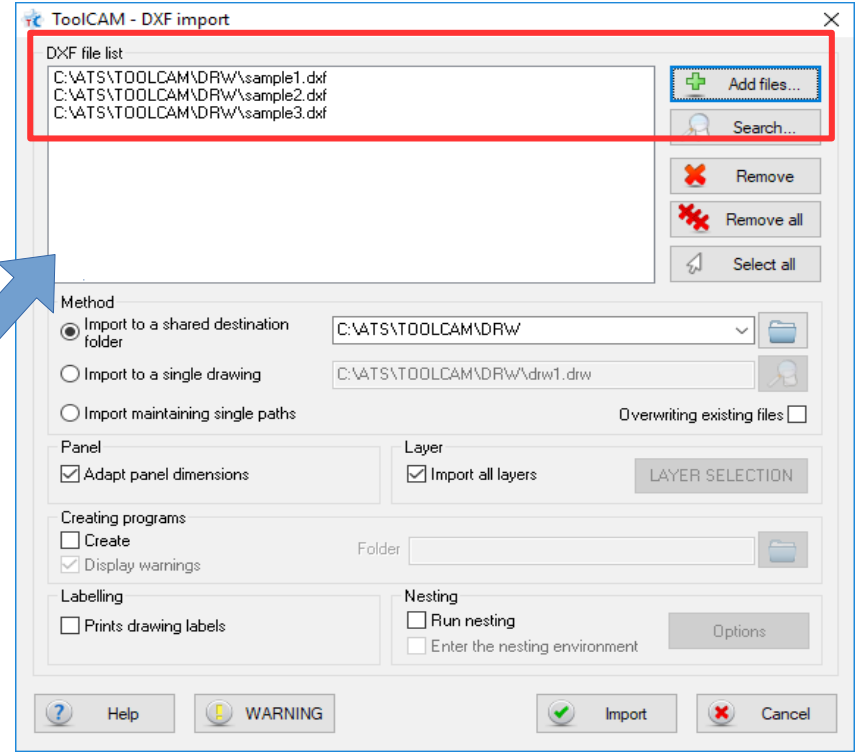 ToolCAM - DXF import
DXF file list
C:\ATS\TOOLCAM\DRW\sample1.dxf
C:\ATS\TOOLCAM\DRW\sample2.dxf
C:\ATS\TOOLCAM\DRW\sample3.dxf
Add files...
Search...
Remove
Remove all
Select all
Method
Import to a shared destination
folder
C:\ATS\TOOLCAM\DRW
Import to a single drawing
C:\ATS\TOOLCAM\DRW\drw1.drw
Import maintaining single paths
Overwriting existing files
Panel
Adapt panel dimensions
Layer
Import all layers
LAYER SELECTION
Creating programs
Create
Display warnings
Folder
Labelling
Prints drawing labels
Nesting
Run nesting
Enter the nesting environment
Options
Help
WARNING
Import
Cancel